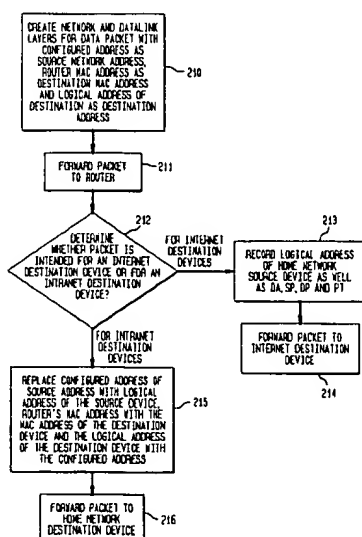 CREATE NETWORK AND DATALINK
LAYERS FOR DATA PACKET WITH
CONFIGURED ADDRESS AS
SOURCE NETWORK ADDRESS,
ROUTER MAC ADDRESS AS
DESTINATION MAC ADDRESS
AND LOGICAL ADDRESS OF
DESTINATION AS DESTINATION
ADDRESS
210
FORWARD PACKET
TO ROUTER
211
212
DETERMINE
WHETHER PACKET IS
INTENDED FOR AN INTERNET
DESTINATION DEVICE OR FOR AN
INTRANET DESTINATION
DEVICE?
FOR INTERNET
DESTINATION
DEVICES
213
RECORD LOGICAL ADDRESS
OF HOME NETWORK
SOURCE DEVICE AS WELL
AS DA, SP, DP AND PT
FORWARD PACKET TO
INTERNET DESTINATION
DEVICE
214
FOR INTRANET
DESTINATION
DEVICES
REPLACE CONFIGURED ADDRESS OF
SOURCE ADDRESS WITH LOGICAL
ADDRESS OF THE SOURCE DEVICE,
ROUTER'S MAC ADDRESS WITH THE
MAC ADDRESS OF THE DESTINATION
DEVICE AND THE LOGICAL ADDRESS
OF THE DESTINATION DEVICE WITH
THE CONFIGURED ADDRESS
215
FORWARD PACKET TO
HOME NETWORK
DESTINATION DEVICE
216